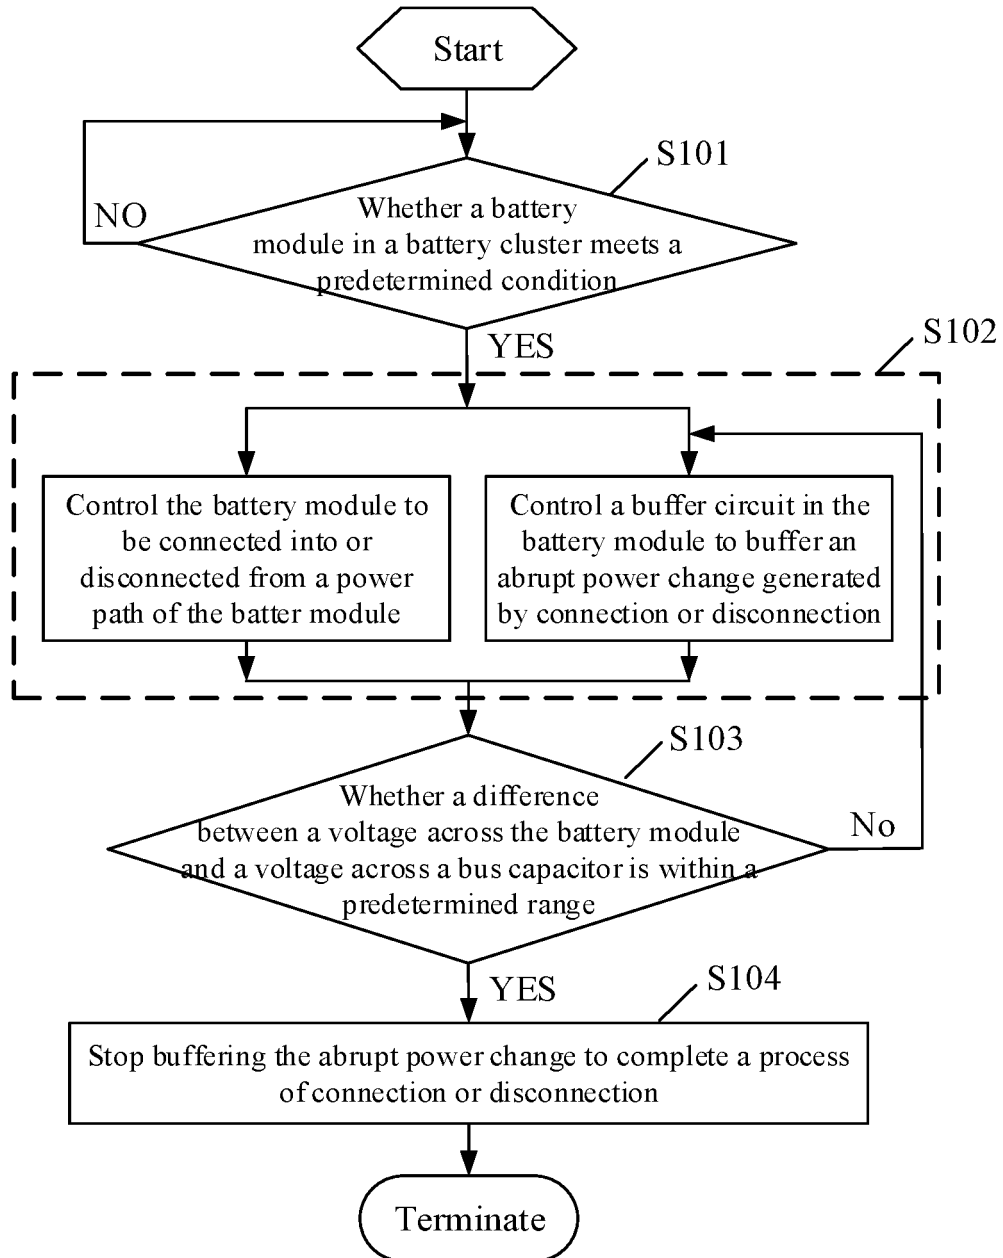 Start
S101
NO
Whether a battery
module in a battery cluster meets a
predetermined condition
YES
S102
Control the battery module to
be connected into or
disconnected from a power
path of the batter module
Control a buffer circuit in the
battery module to buffer an
abrupt power change generated
by connection or disconnection
S103
Whether a difference
between a voltage across the battery module
and a voltage across a bus capacitor is within a
predetermined range
No
YES
S104
Stop buffering the abrupt power change to complete a process
of connection or disconnection
Terminate